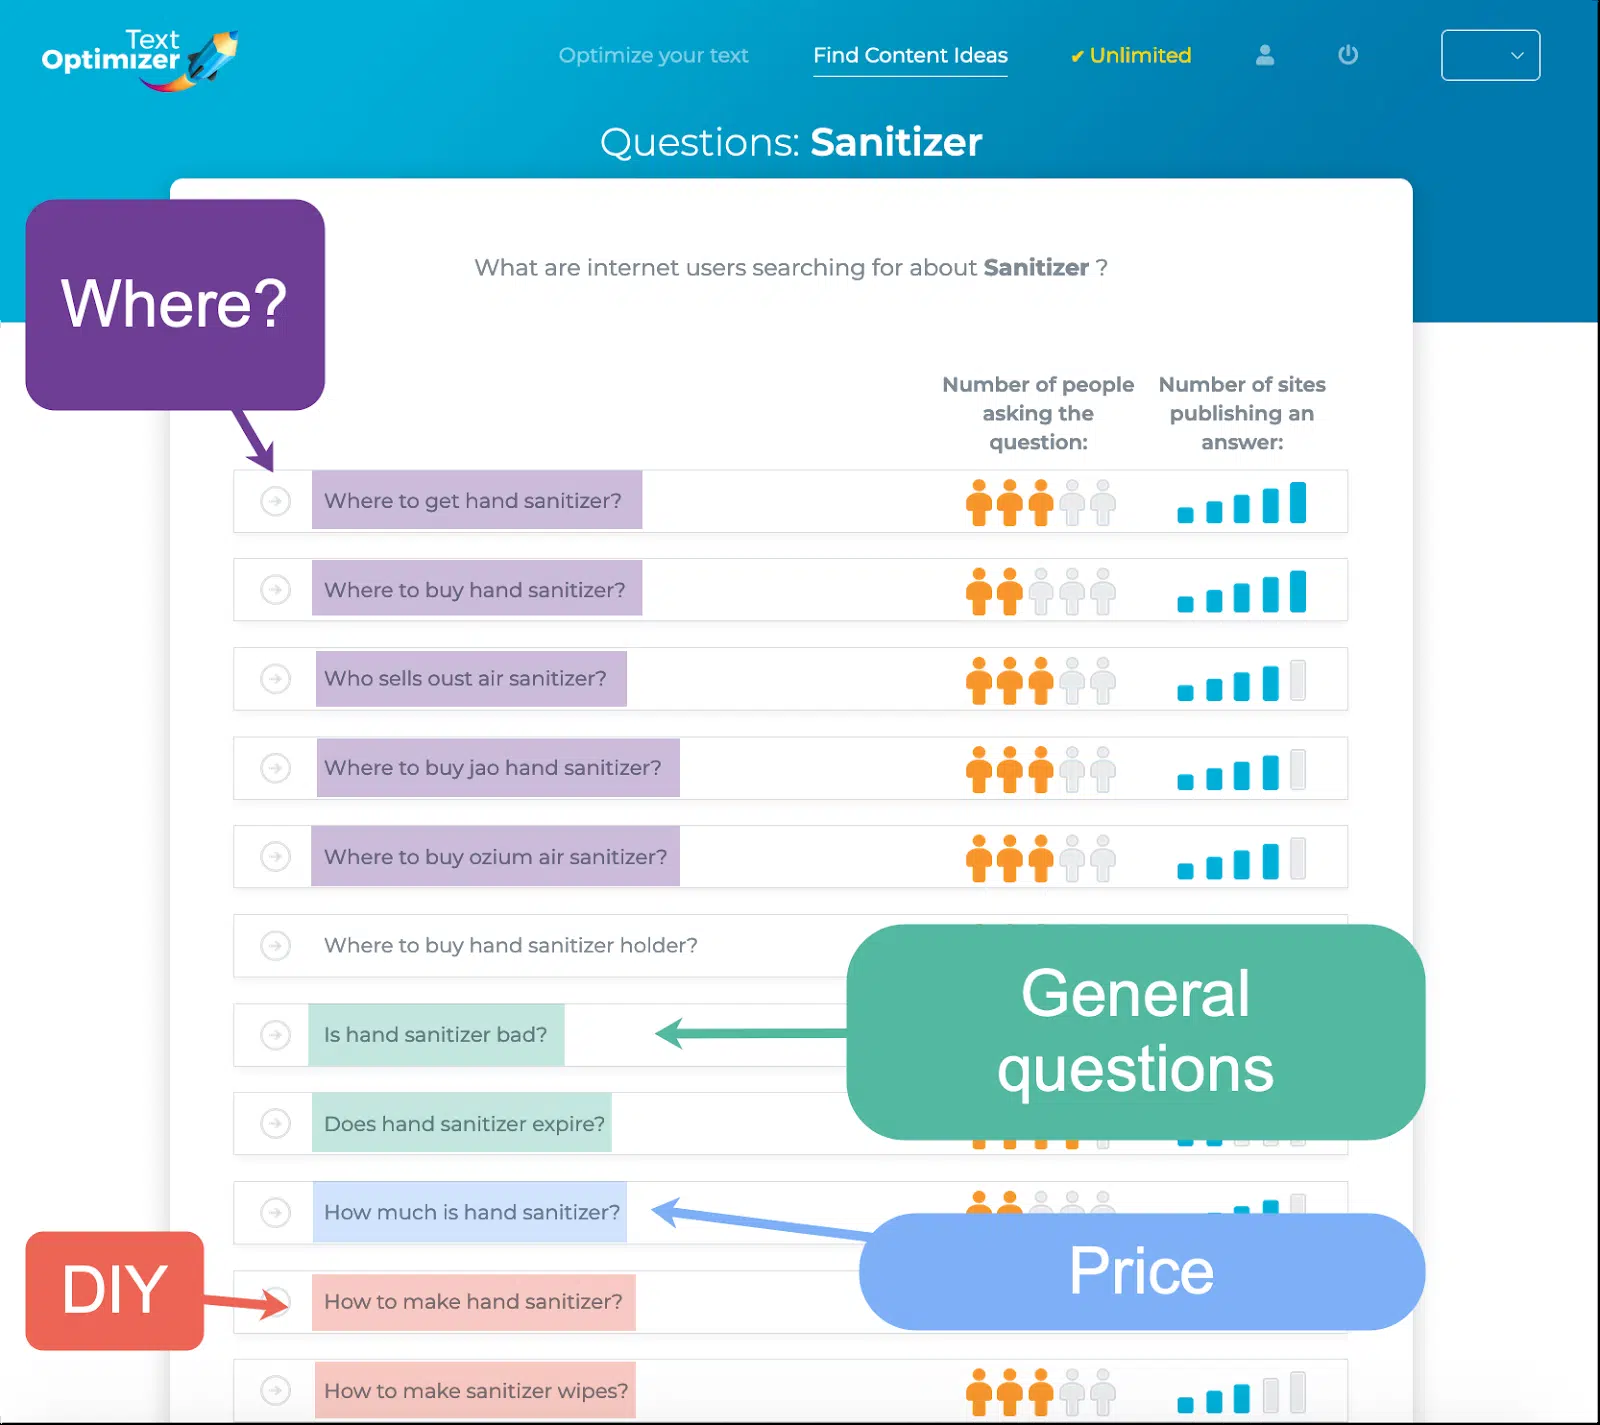 Text
Optimizer
Optimize your text
Find Content Ideas
✔ Unlimited
Questions: Sanitizer
Where?
What are internet users searching for about Sanitizer ?
Number of people
asking the
question:
Number of sites
publishing an
answer:
Where to get hand sanitizer?
Where to buy hand sanitizer?
Who sells oust air sanitizer?
Where to buy jao hand sanitizer?
Where to buy ozium air sanitizer?
Where to buy hand sanitizer holder?
General
questions
Is hand sanitizer bad?
Does hand sanitizer expire?
How much is hand sanitizer?
Price
DIY
How to make hand sanitizer?
How to make sanitizer wipes?